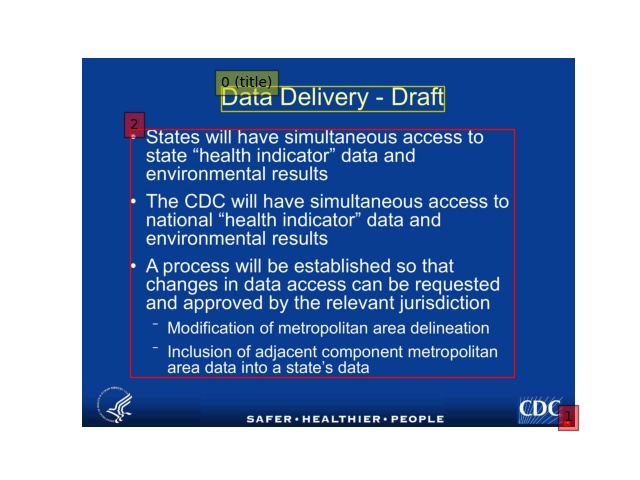 0 (title)
Data Delivery - Draft
2
• States will have simultaneous access to
state “health indicator” data and
environmental results
• The CDC will have simultaneous access to
national “health indicator” data and
environmental results
• A process will be established so that
changes in data access can be requested
and approved by the relevant jurisdiction
– Modification of metropolitan area delineation
– Inclusion of adjacent component metropolitan
area data into a state’s data
SAFER • HEALTHIER • PEOPLE
CDC
1